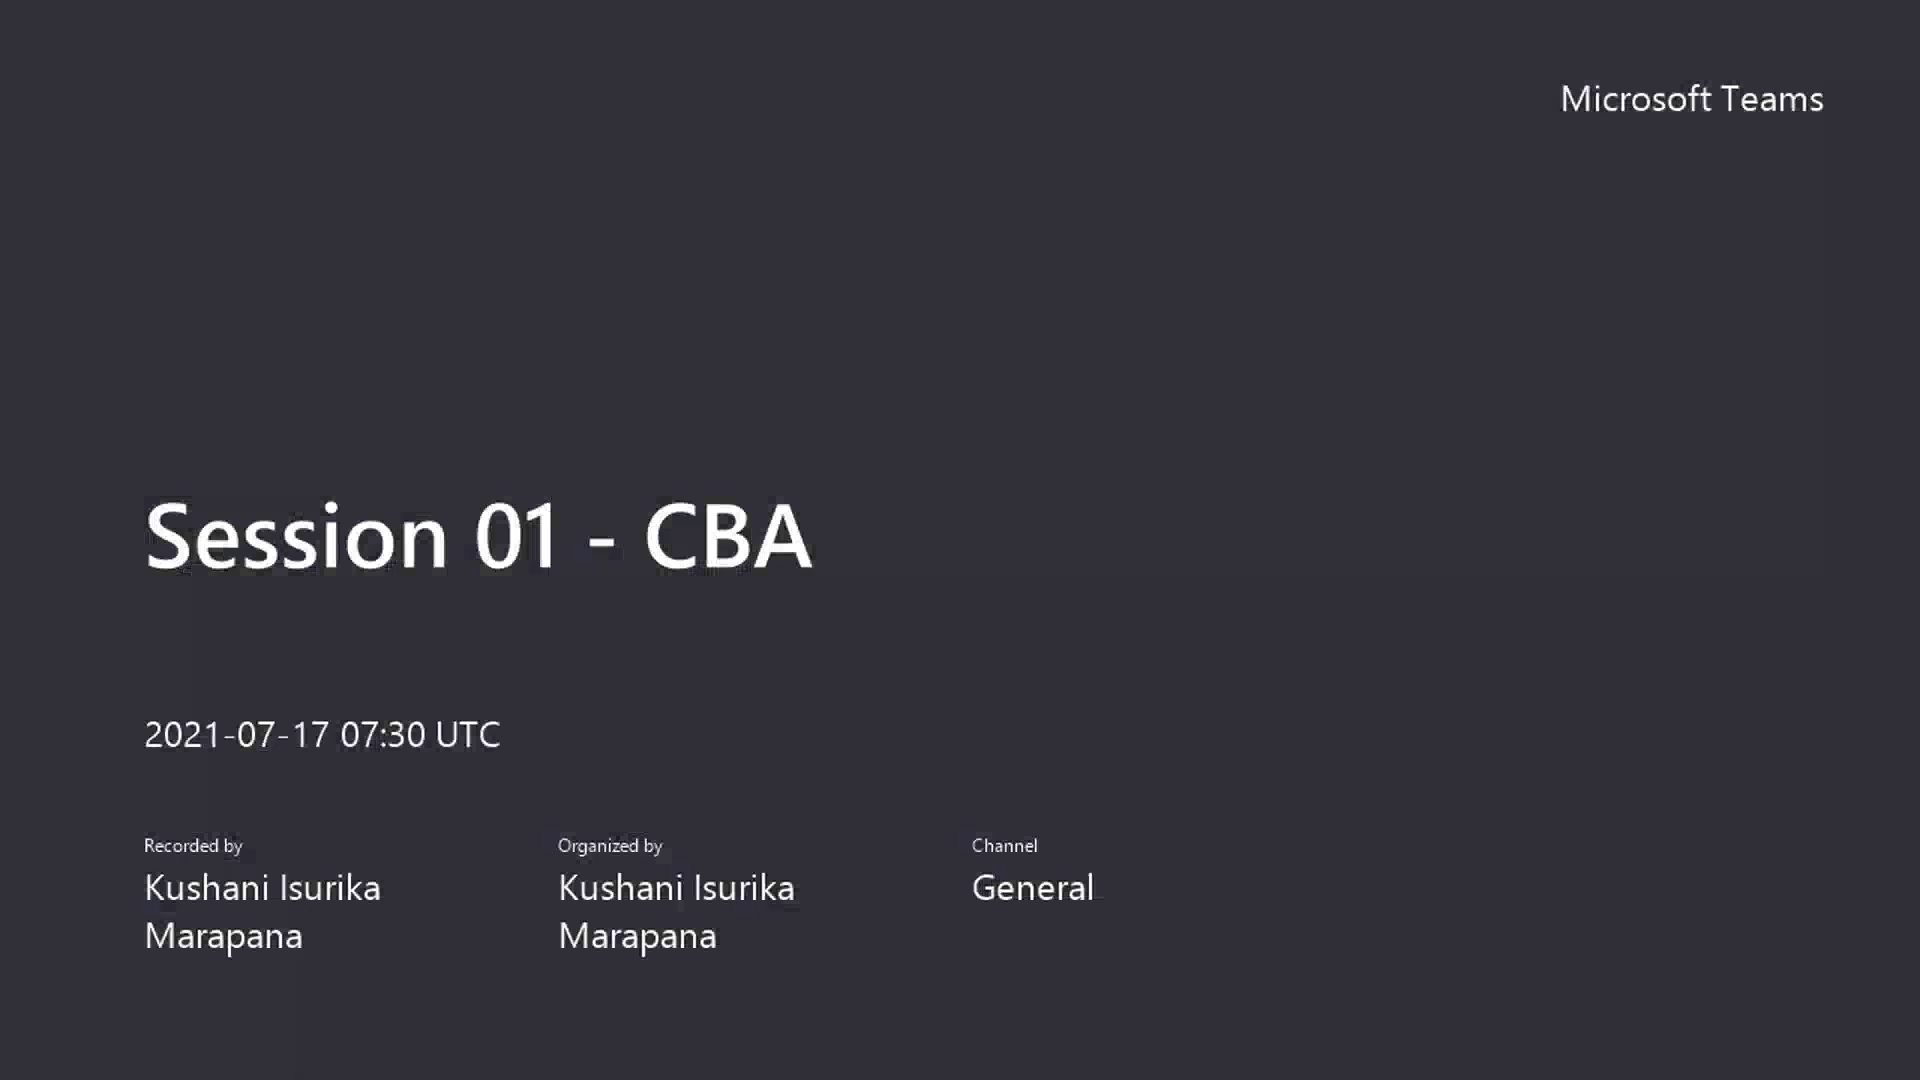 Microsoft Teams
Session 01 - CBA
2021-07-17 07:30 UTC
Recorded by
Kushani Isurika
Marapana
Organized by
Kushani Isurika
Marapana
Channel
General